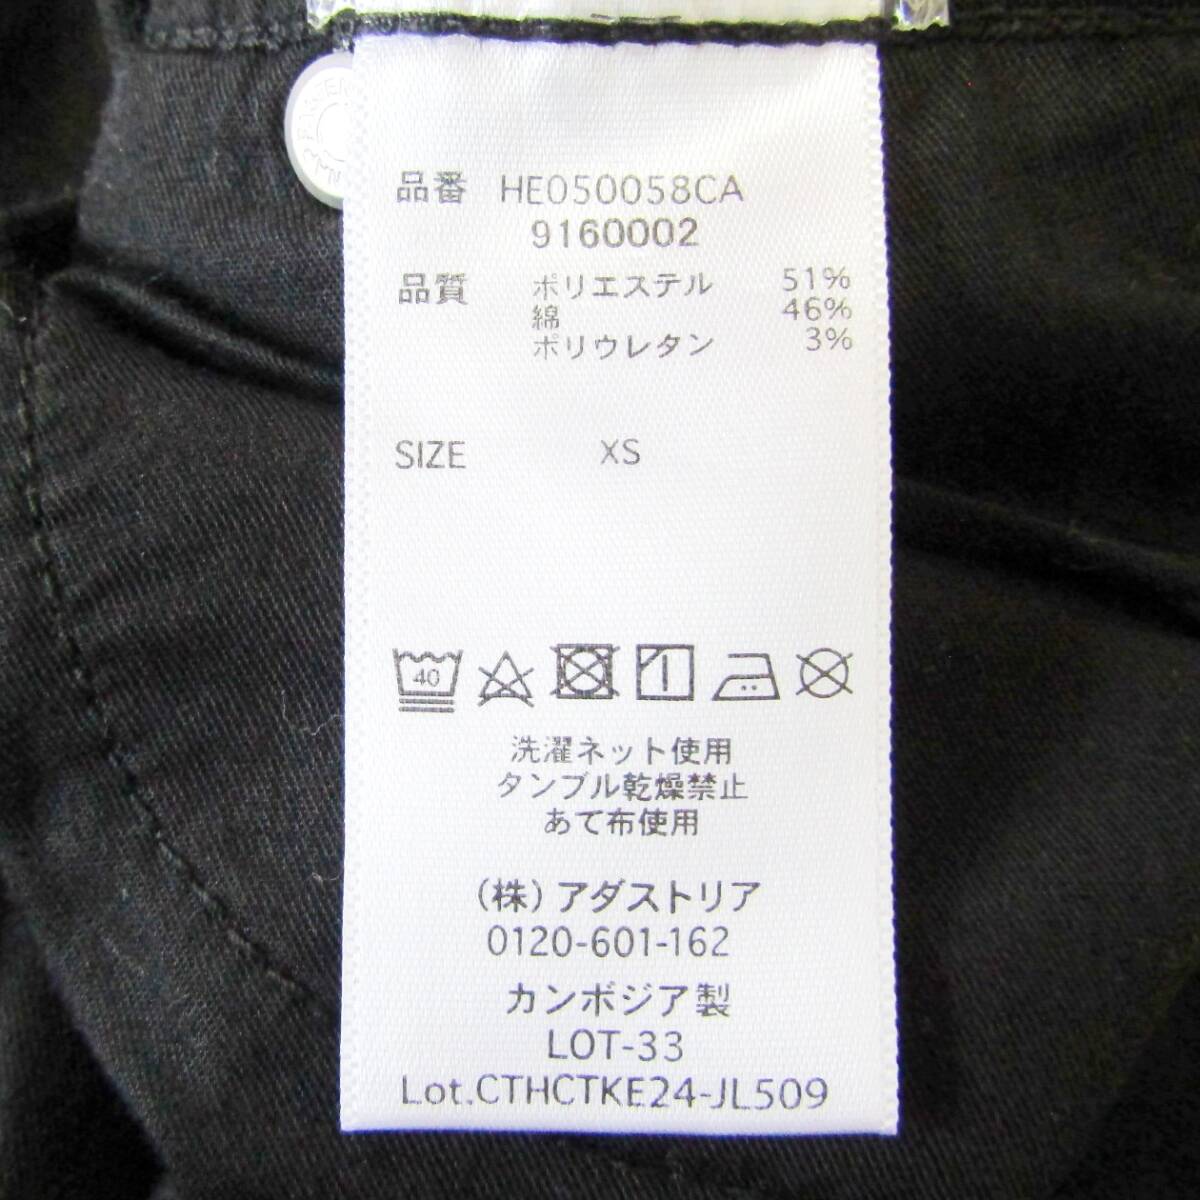 品番 HE050058CA
9160002
品質 ポリエステル 51%
綿 46%
ポリウレタン 3%
SIZE XS
40
洗濯ネット使用
タンブル乾燥禁止
あて布使用
(株)アダストリア
0120-601-162
カンボジア製
LOT-33
Lot.CTHCTKE24-JL509